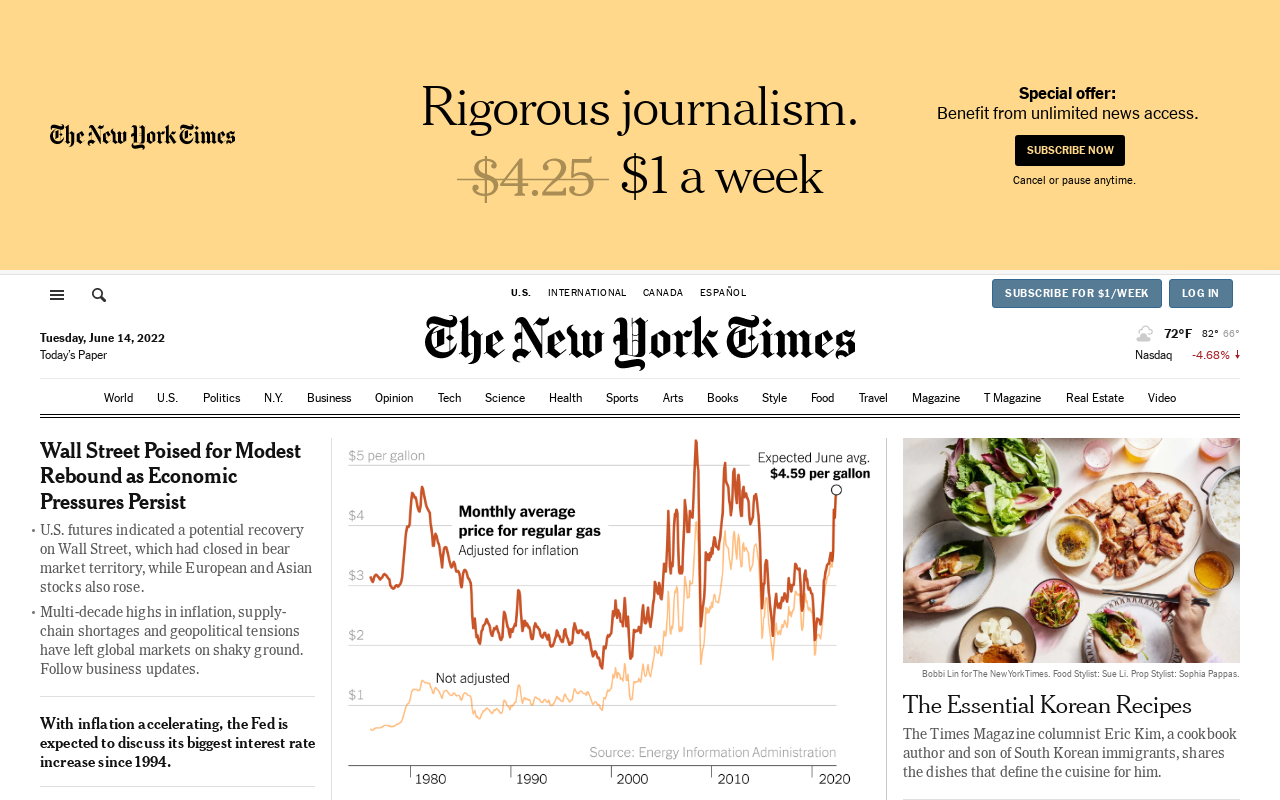 The New York Times
Rigorous journalism.
$4.25 $1 a week
Special offer:
Benefit from unlimited news access.
SUBSCRIBE NOW
Cancel or pause anytime.
U.S. INTERNATIONAL CANADA ESPAÑOL
SUBSCRIBE FOR $1/WEEK LOG IN
Tuesday, June 14, 2022
Today's Paper
The New York Times
72°F 82° 66°
Nasdaq -4.68% ↓
World U.S. Politics N.Y. Business Opinion Tech Science Health Sports Arts Books Style Food Travel Magazine T Magazine Real Estate Video
Wall Street Poised for Modest
Rebound as Economic
Pressures Persist
• U.S. futures indicated a potential recovery
on Wall Street, which had closed in bear
market territory, while European and Asian
stocks also rose.
• Multi-decade highs in inflation, supply-
chain shortages and geopolitical tensions
have left global markets on shaky ground.
Follow business updates.
With inflation accelerating, the Fed is
expected to discuss its biggest interest rate
increase since 1994.
$5 per gallon
Expected June avg.
$4.59 per gallon
$4
Monthly average
price for regular gas
Adjusted for inflation
$3
$2
Not adjusted
$1
Source: Energy Information Administration
1980 1990 2000 2010 2020
Bobbi Lin for The New York Times. Food Stylist: Sue Li. Prop Stylist: Sophia Pappas.
The Essential Korean Recipes
The Times Magazine columnist Eric Kim, a cookbook
author and son of South Korean immigrants, shares
the dishes that define the cuisine for him.